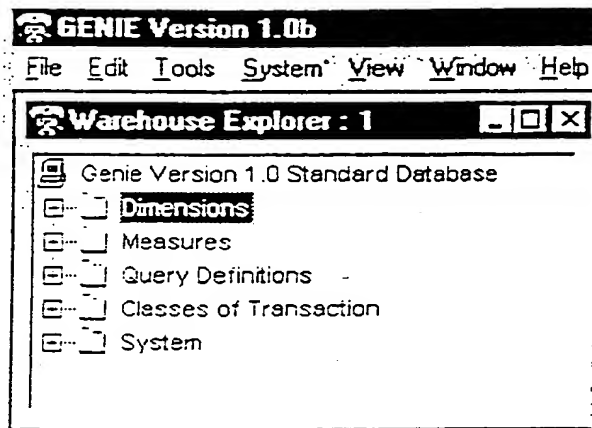 GENIE Version 1.0b
File Edit Tools System View Window Help
Warehouse Explorer : 1
Genie Version 1.0 Standard Database
Dimensions
Measures
Query Definitions
Classes of Transaction
System